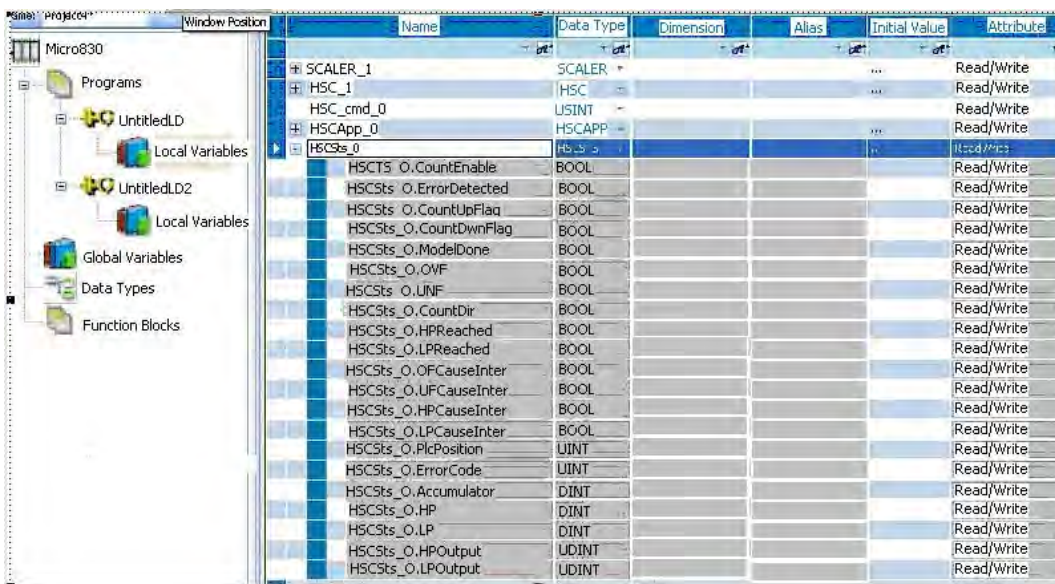 Name: Project4*
Window Position
Micro830
Programs
UntitledLD
Local Variables
UntitledLD2
Local Variables
Global Variables
Data Types
Function Blocks
Name Data Type Dimension Alias Initial Value Attribute
SCALER_1 SCALER ... Read/Write
HSC_1 HSC ... Read/Write
HSC_cmd_0 USINT Read/Write
HSCApp_0 HSCAPP ... Read/Write
HSCSts_0 HSCSTS ... Read/Write
HSCTS_O.CountEnable BOOL Read/Write
HSCSts_O.ErrorDetected BOOL Read/Write
HSCSts_O.CountUpFlag BOOL Read/Write
HSCSts_O.CountDwnFlag BOOL Read/Write
HSCSts_O.ModelDone BOOL Read/Write
HSCSts_O.OVF BOOL Read/Write
HSCSts_O.UNF BOOL Read/Write
HSCSts_O.CountDir BOOL Read/Write
HSCSts_O.HPReached BOOL Read/Write
HSCSts_O.LPReached BOOL Read/Write
HSCSts_O.OFCauseInter BOOL Read/Write
HSCSts_O.UFCauseInter BOOL Read/Write
HSCSts_O.HPCauseInter BOOL Read/Write
HSCSts_O.LPCauseInter BOOL Read/Write
HSCSts_O.PlcPosition UINT Read/Write
HSCSts_O.ErrorCode UINT Read/Write
HSCSts_O.Accumulator DINT Read/Write
HSCSts_O.HP DINT Read/Write
HSCSts_O.LP DINT Read/Write
HSCSts_O.HPOutput UDINT Read/Write
HSCSts_O.LPOutput UDINT Read/Write